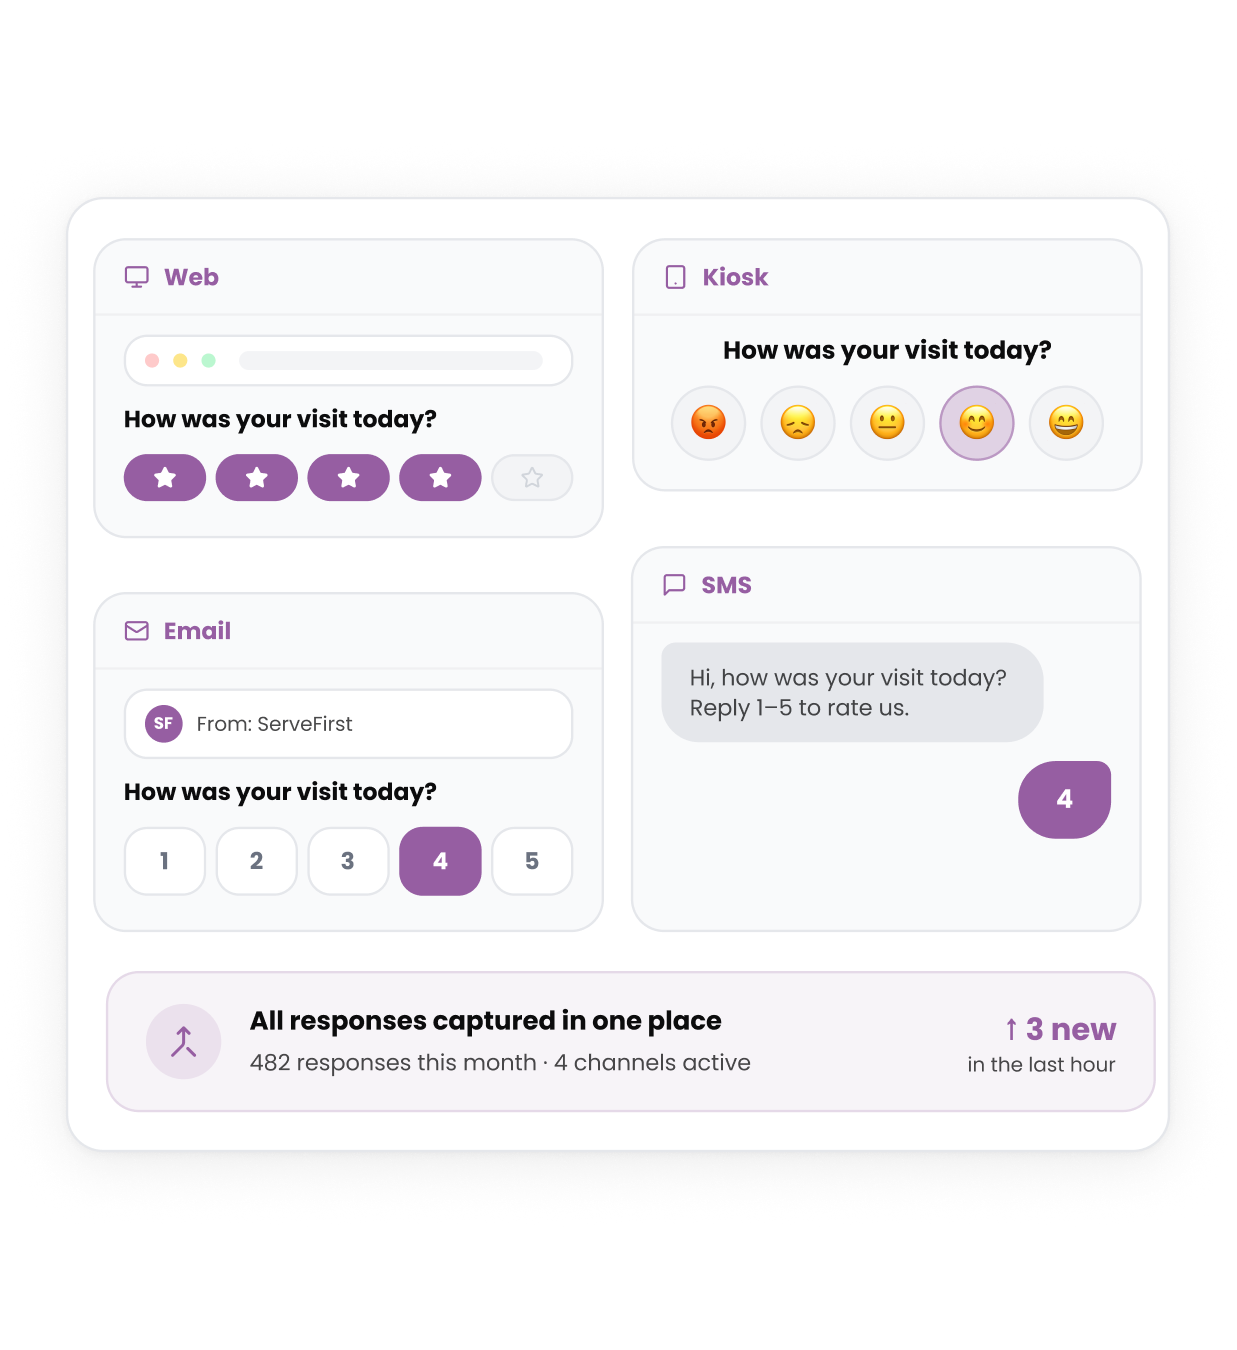 Web
How was your visit today?
Kiosk
How was your visit today?
Email
SF From: ServeFirst
How was your visit today?
1 2 3 4 5
SMS
Hi, how was your visit today?
Reply 1–5 to rate us.
4
All responses captured in one place
482 responses this month · 4 channels active
↑ 3 new
in the last hour